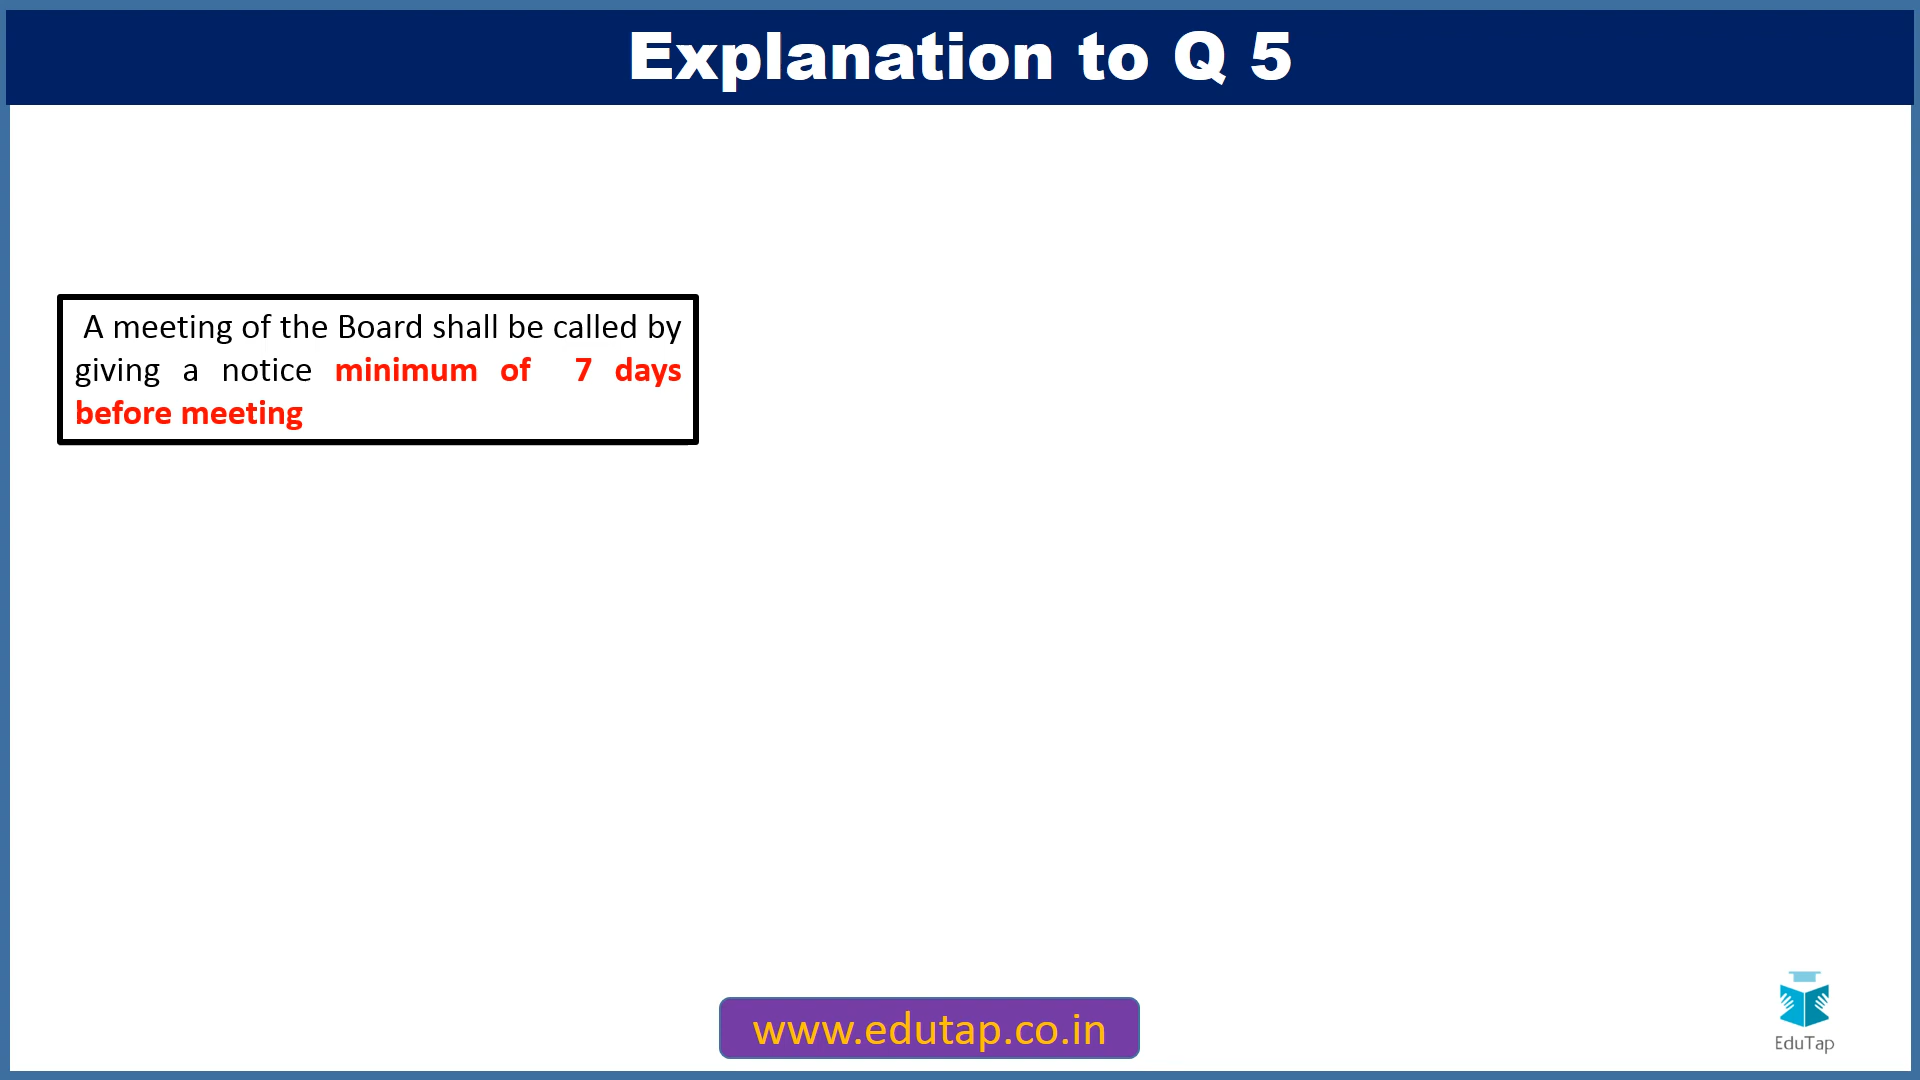 Explanation to Q 5
A meeting of the Board shall be called by
giving a notice minimum of 7 days
before meeting
www.edutap.co.in
EduTap